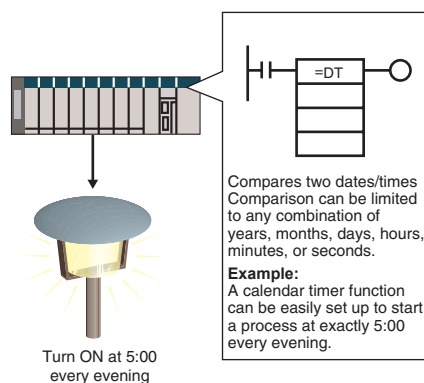 =DT
Compares two dates/times
Comparison can be limited
to any combination of
years, months, days, hours,
minutes, or seconds.
Example:
A calendar timer function
can be easily set up to start
a process at exactly 5:00
every evening.
Turn ON at 5:00
every evening